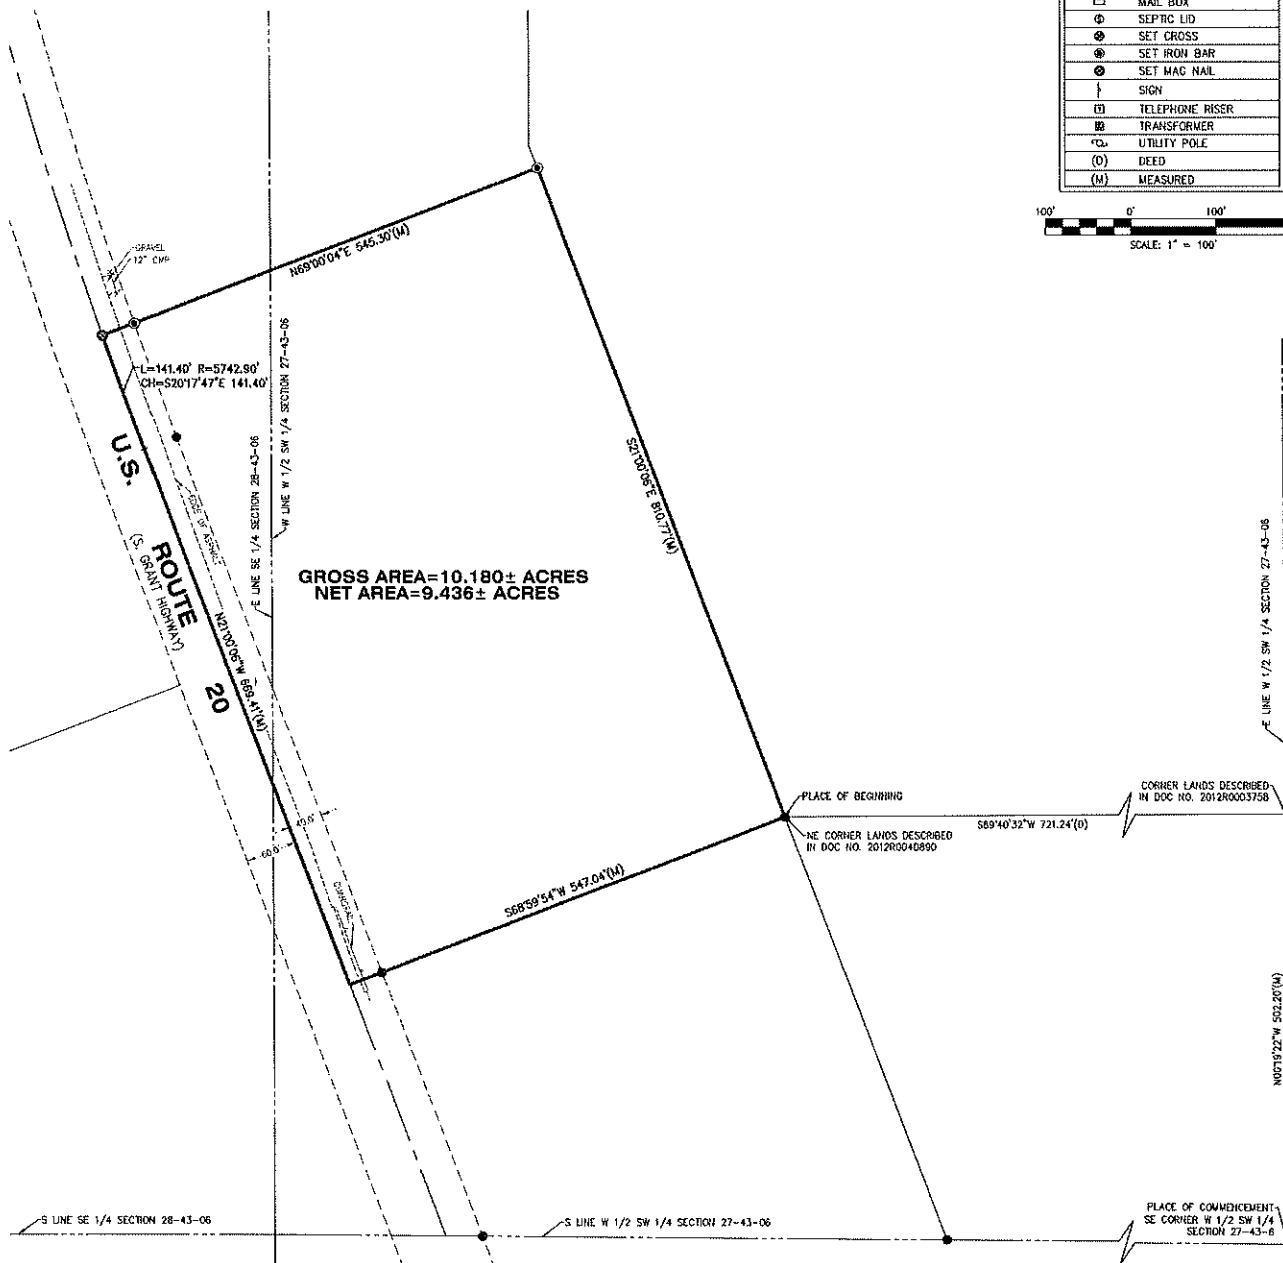 MAIL BOX
SEPTIC LID
SET CROSS
SET IRON BAR
SET MAG NAIL
SIGN
TELEPHONE RISER
TRANSFORMER
UTILITY POLE
(D) DEED
(M) MEASURED
100' 0' 100'
SCALE: 1" = 100'
GRAVEL
12" CMP
N69°00'04"E 545.30'(M)
L=141.40' R=5742.90'
CH=S20°17'47"E 141.40'
W LINE W 1/2 SW 1/4 SECTION 27-43-06
E LINE SE 1/4 SECTION 28-43-06
U.S.
ROUTE
20
(S. GRANT HIGHWAY)
EDGE OF ASPHALT
N21°00'06"W 669.41'(M)
S21°00'06"E 810.77'(M)
GROSS AREA=10.180± ACRES
NET AREA=9.436± ACRES
E LINE W 1/2 SW 1/4 SECTION 27-43-06
40.0'
60.0'
PLACE OF BEGINNING
NE CORNER LANDS DESCRIBED
IN DOC NO. 2012R0040890
S89°40'32"W 721.24'(D)
CORNER LANDS DESCRIBED
IN DOC NO. 2012R0003758
GUARDRAIL
S68°59'54"W 547.04'(M)
N00°19'22"W 502.20'(M)
S LINE SE 1/4 SECTION 28-43-06
S LINE W 1/2 SW 1/4 SECTION 27-43-06
PLACE OF COMMENCEMENT
SE CORNER W 1/2 SW 1/4
SECTION 27-43-6